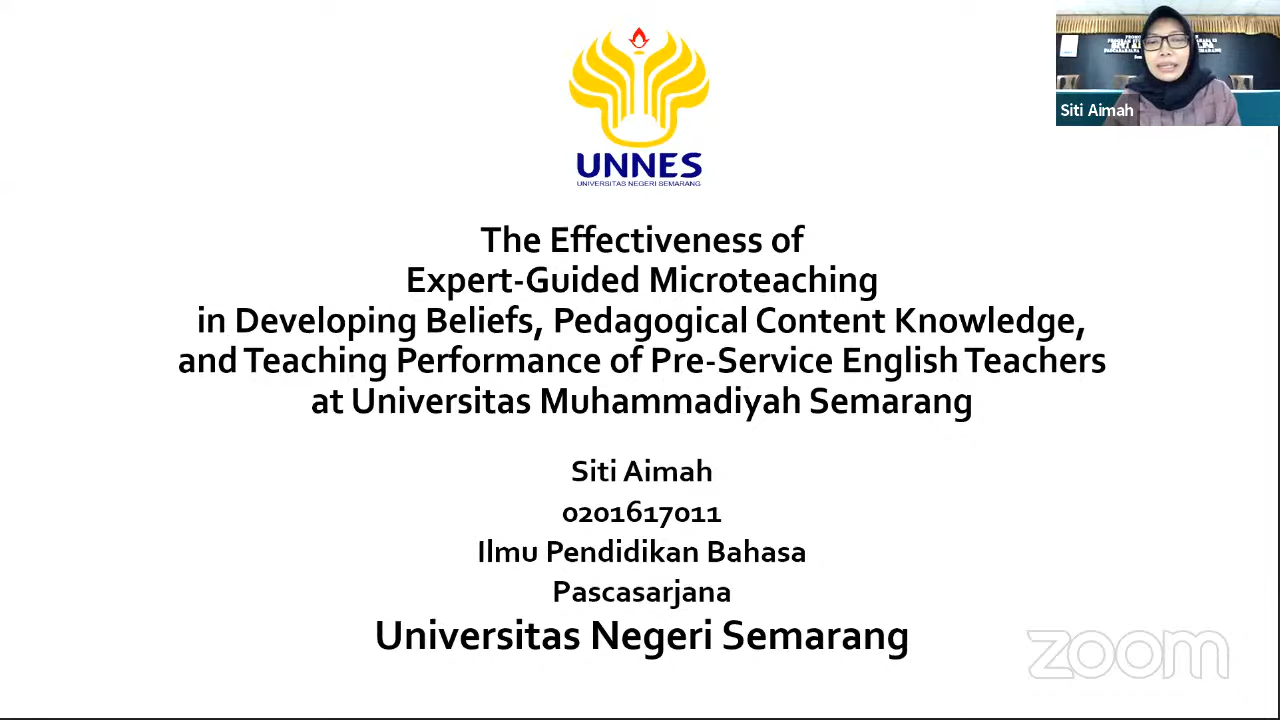 UNNES
UNIVERSITAS NEGERI SEMARANG
Siti Aimah
The Effectiveness of
Expert-Guided Microteaching
in Developing Beliefs, Pedagogical Content Knowledge,
and Teaching Performance of Pre-Service English Teachers
at Universitas Muhammadiyah Semarang
Siti Aimah
0201617011
Ilmu Pendidikan Bahasa
Pascasarjana
Universitas Negeri Semarang
zoom